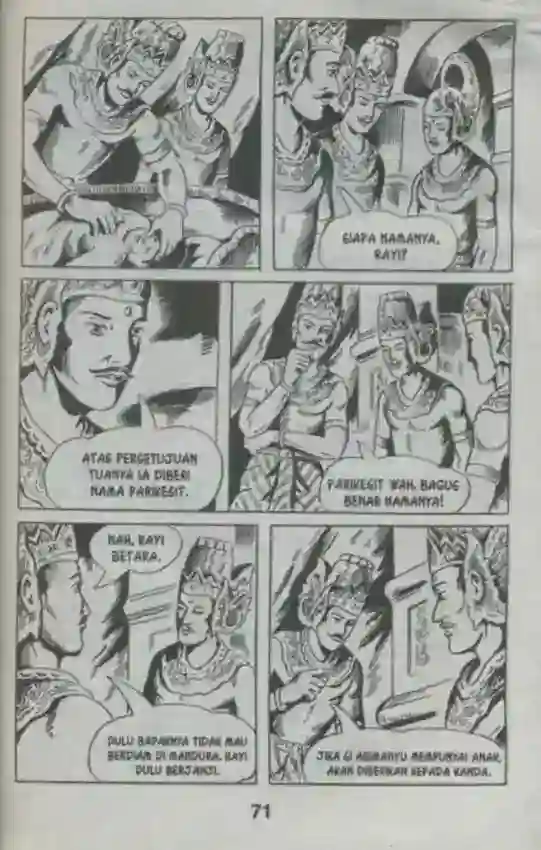 SIAPA NAMANYA,
RAYI?
ATAS PERSETUJUAN
TUANYA IA DIBERI
NAMA PARIKESIT.
PARIKESIT WAH, BAGUS
BENAR NAMANYA!
NAH, RAYI
BETARA,
DULU BAPAKNYA TIDAK MAU
BERDIAM DI MANDURA. RAYI
DULU BERJANJI.
JIKA SI ABIMANYU MEMPUNYAI ANAK,
AKAN DIBERIKAN KEPADA KANDA.
71